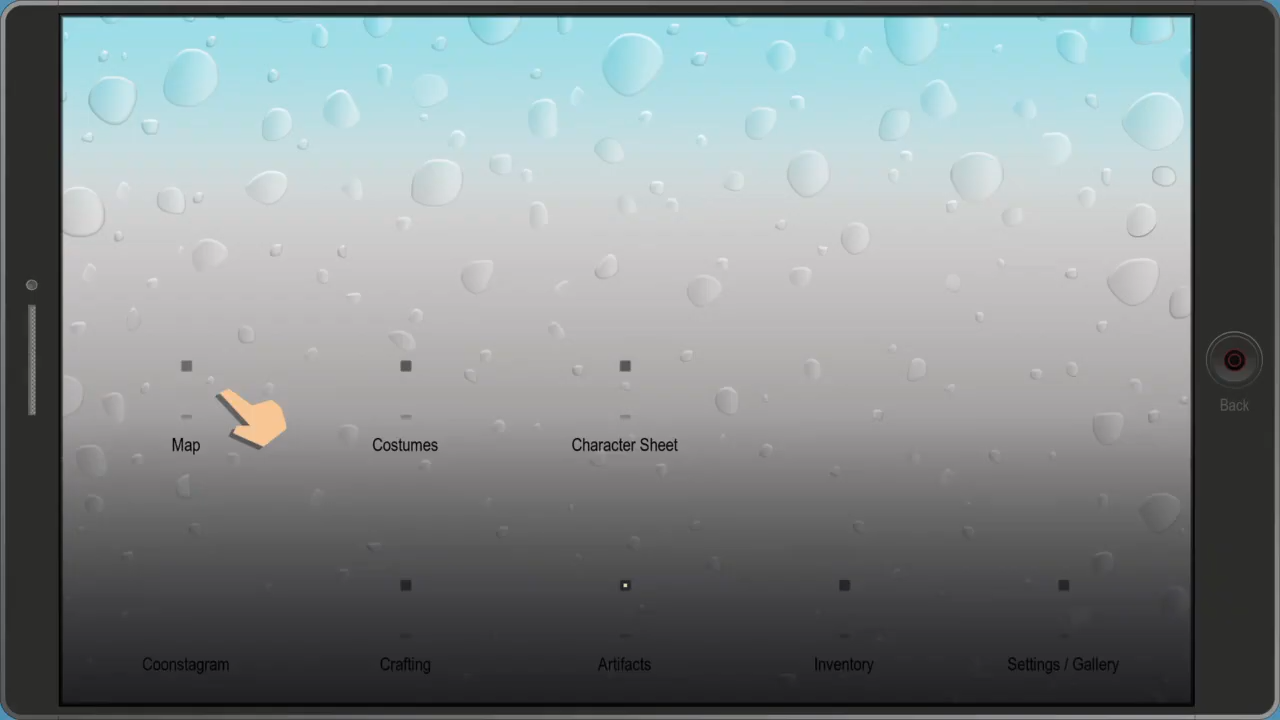 Back
Map
Costumes
Character Sheet
Coonstagram
Crafting
Artifacts
Inventory
Settings / Gallery